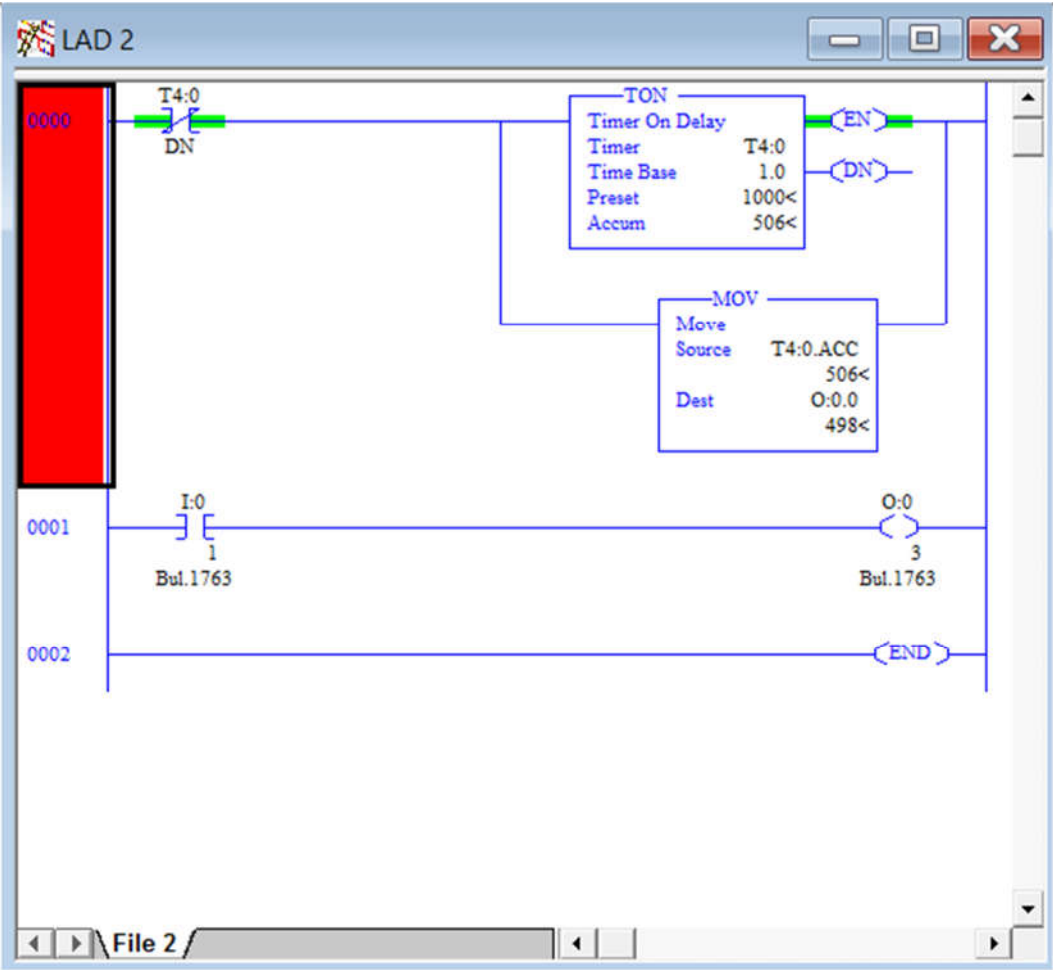 LAD 2
0000
T4:0
DN
TON
Timer On Delay
Timer T4:0
Time Base 1.0
Preset 1000<
Accum 506<
EN
DN
MOV
Move
Source T4:0.ACC
506<
Dest O:0.0
498<
0001
I:0
1
Bul.1763
O:0
3
Bul.1763
0002
END
File 2